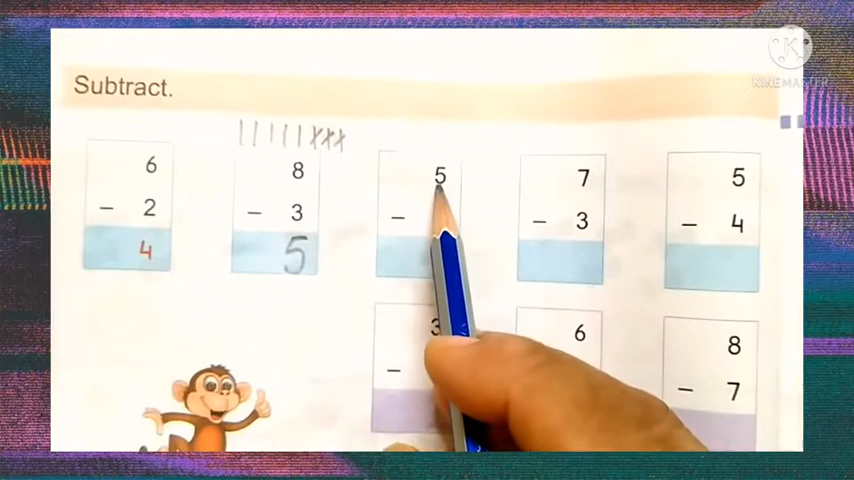 Subtract.
6 8 5 7 5
- 2 - 3 - - 3 - 4
4 5
3 6 8
- - 7
KINEMASTER